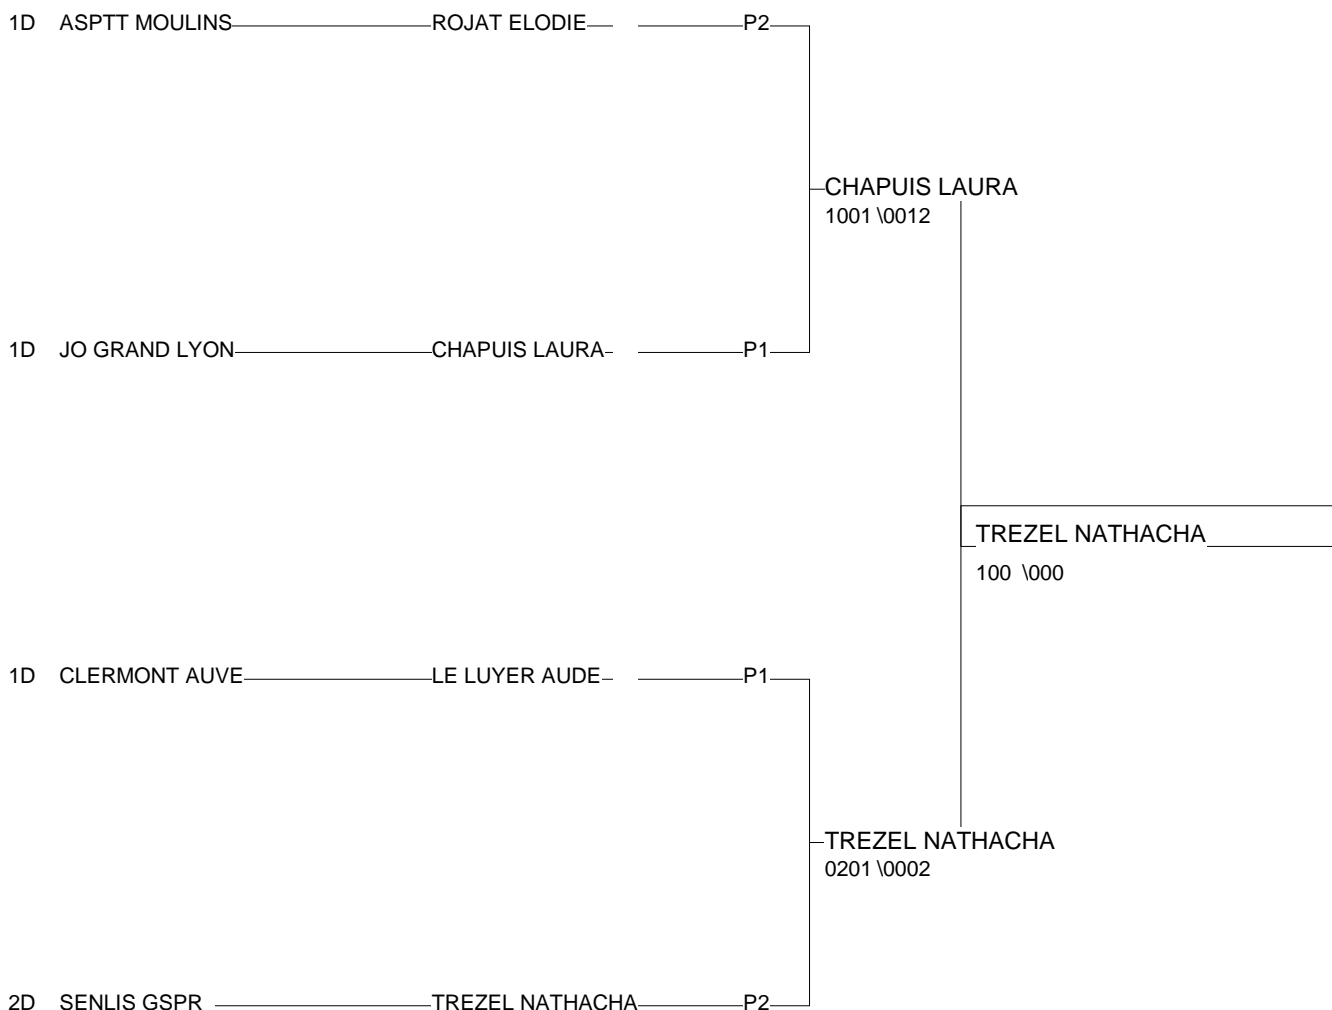 1D ASPTT MOULINS ROJAT ELODIE P2
CHAPUIS LAURA
1001 \0012
1D JO GRAND LYON CHAPUIS LAURA P1
TREZEL NATHACHA
100 \000
1D CLERMONT AUVE LE LUYER AUDE P1
TREZEL NATHACHA
0201 \0002
2D SENLIS GSPR TREZEL NATHACHA P2